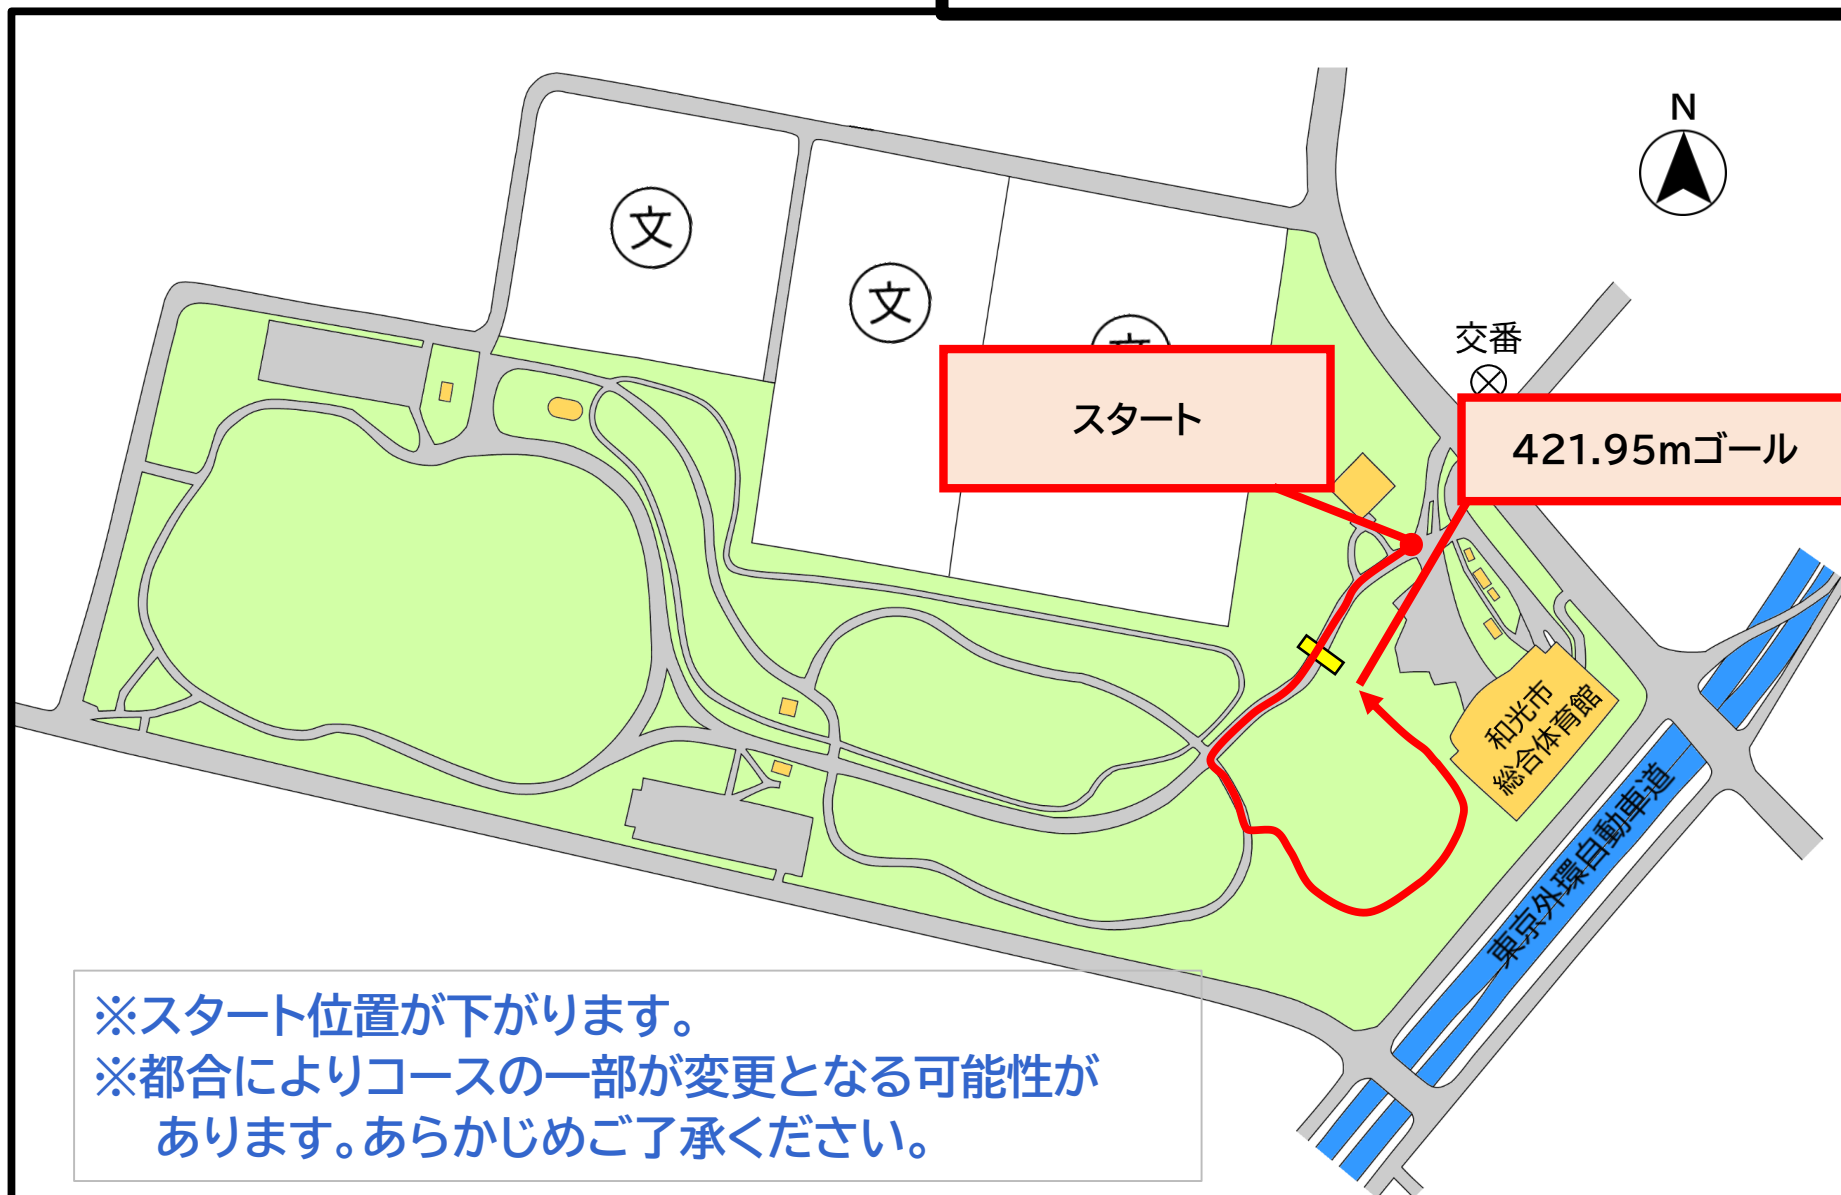 N
文
文
文
交番
スタート
421.95mゴール
和光市
総合体育館
東京外環自動車道
※スタート位置が下がります。
※都合によりコースの一部が変更となる可能性が
あります。あらかじめご了承ください。